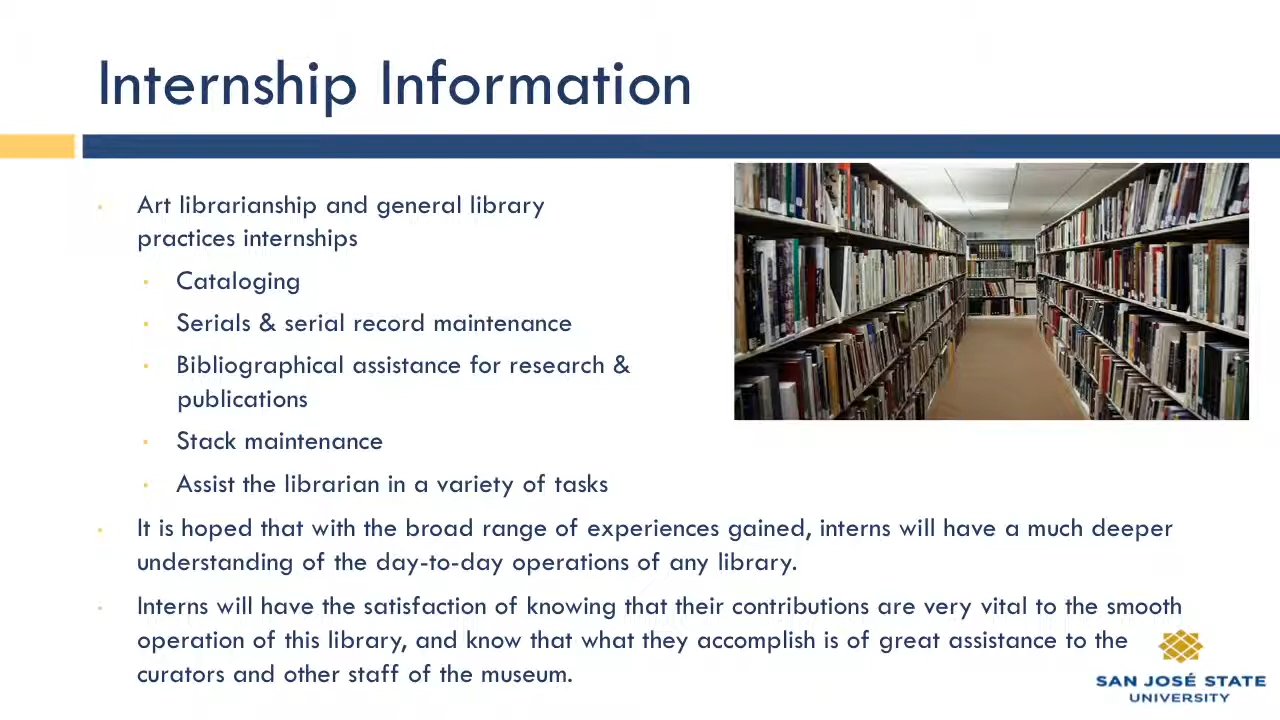 Internship Information
Art librarianship and general library
practices internships
Cataloging
Serials & serial record maintenance
Bibliographical assistance for research &
publications
Stack maintenance
Assist the librarian in a variety of tasks
It is hoped that with the broad range of experiences gained, interns will have a much deeper
understanding of the day-to-day operations of any library.
Interns will have the satisfaction of knowing that their contributions are very vital to the smooth
operation of this library, and know that what they accomplish is of great assistance to the
curators and other staff of the museum.
SAN JOSÉ STATE
UNIVERSITY